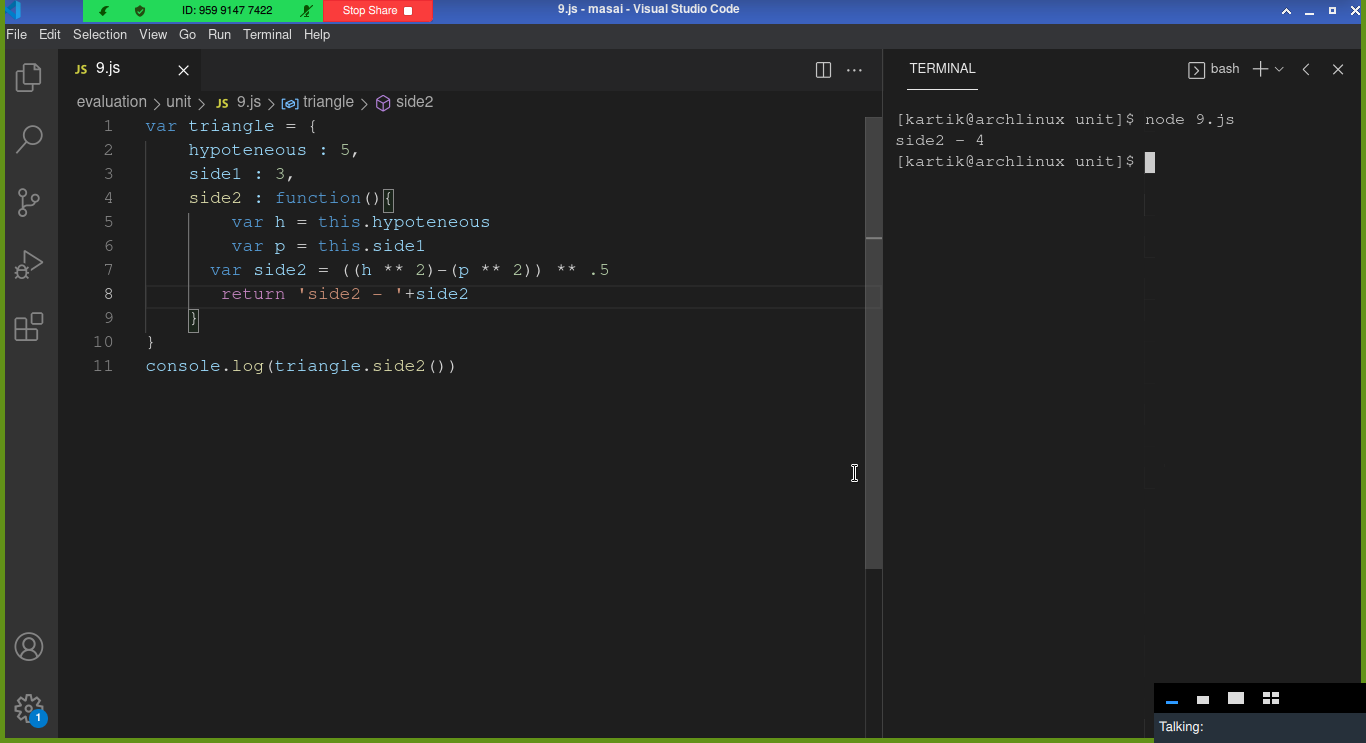 ID: 959 9147 7422 Stop Share 9.js - masai - Visual Studio Code
File Edit Selection View Go Run Terminal Help
JS 9.js
evaluation > unit > JS 9.js > triangle > side2
1 var triangle = {
2 hypoteneous : 5,
3 side1 : 3,
4 side2 : function(){
5 var h = this.hypoteneous
6 var p = this.side1
7 var side2 = ((h ** 2)-(p ** 2)) ** .5
8 return 'side2 - '+side2
9 }
10 }
11 console.log(triangle.side2())
TERMINAL bash
[kartik@archlinux unit]$ node 9.js
side2 - 4
[kartik@archlinux unit]$
1
Talking: